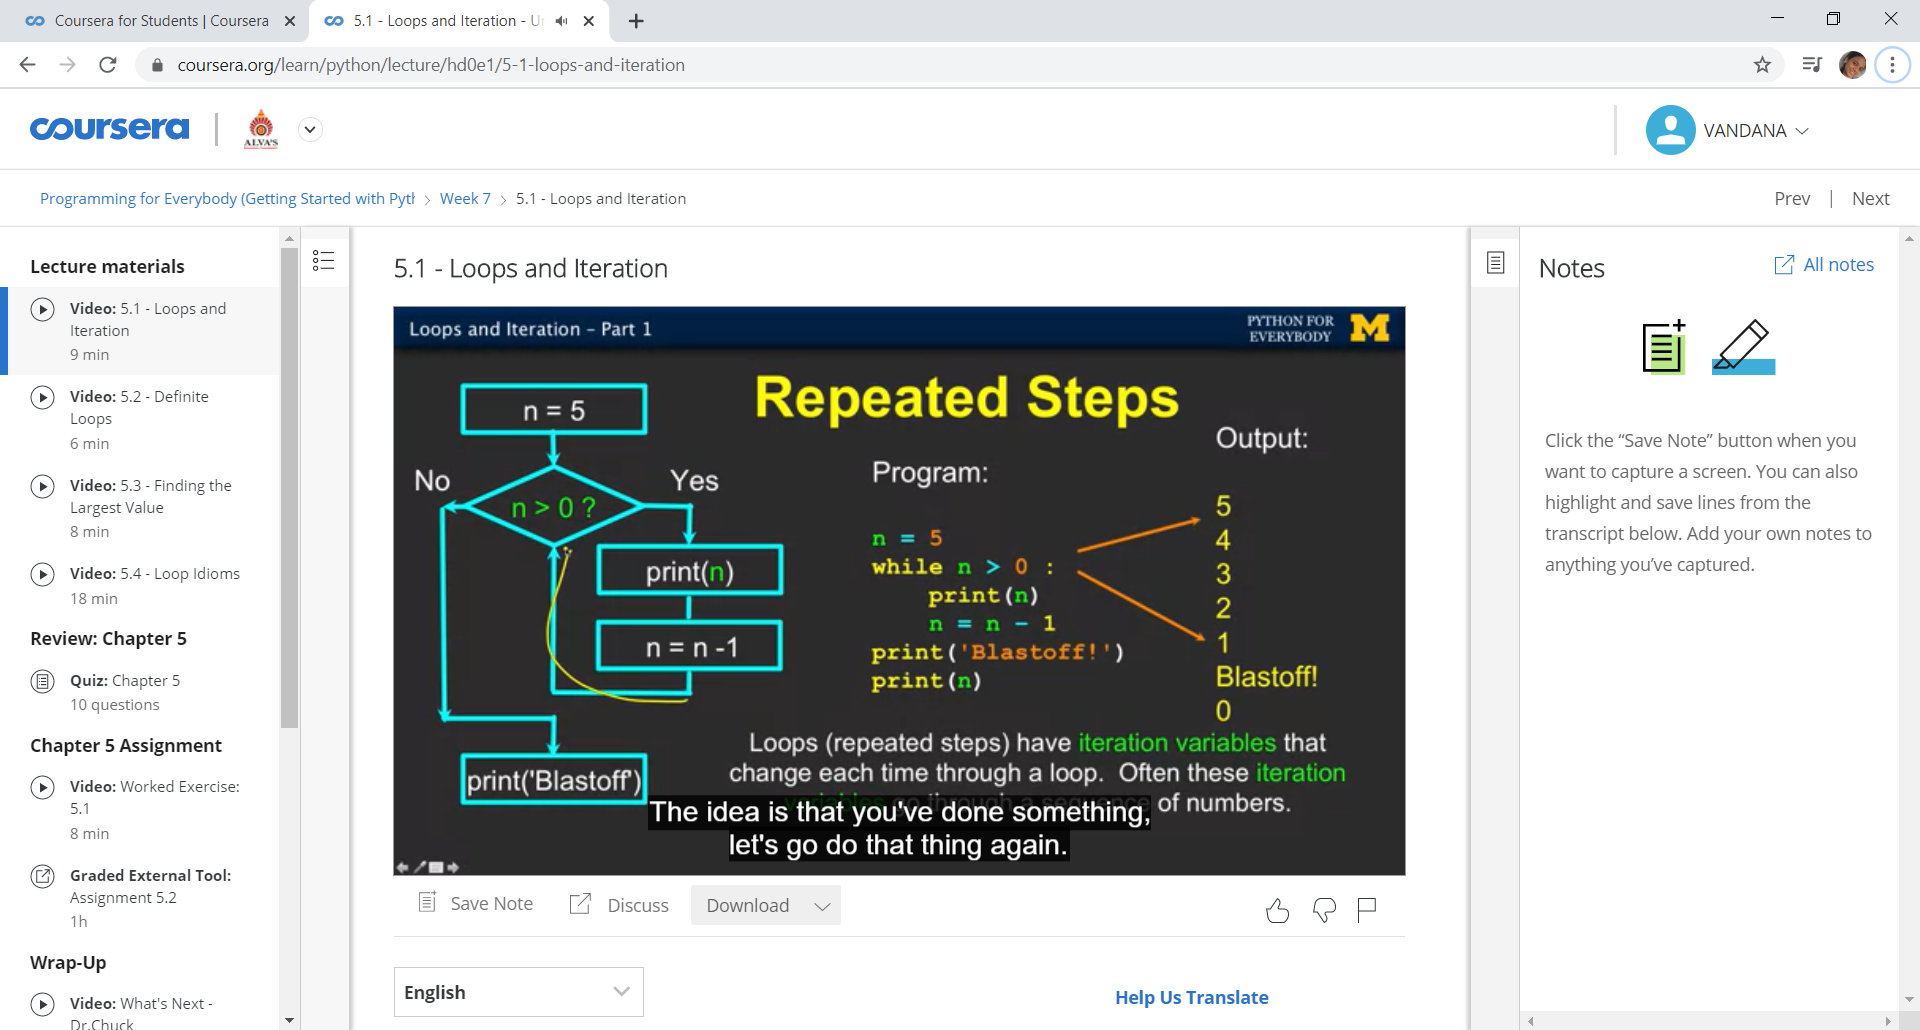 Coursera for Students | Coursera
5.1 - Loops and Iteration - U
coursera.org/learn/python/lecture/hd0e1/5-1-loops-and-iteration
coursera
ALVA'S
VANDANA
Programming for Everybody (Getting Started with Pyt
Week 7
5.1 - Loops and Iteration
Prev
Next
Lecture materials
Video: 5.1 - Loops and
Iteration
9 min
Video: 5.2 - Definite
Loops
6 min
Video: 5.3 - Finding the
Largest Value
8 min
Video: 5.4 - Loop Idioms
18 min
Review: Chapter 5
Quiz: Chapter 5
10 questions
Chapter 5 Assignment
Video: Worked Exercise:
5.1
8 min
Graded External Tool:
Assignment 5.2
1h
Wrap-Up
Video: What's Next -
Dr.Chuck
5.1 - Loops and Iteration
Loops and Iteration – Part 1
PYTHON FOR
EVERYBODY
M
Repeated Steps
n = 5
No
n > 0 ?
Yes
print(n)
n = n -1
print('Blastoff')
Program:
n = 5
while n > 0 :
print(n)
n = n - 1
print('Blastoff!')
print(n)
Output:
5
4
3
2
1
Blastoff!
0
Loops (repeated steps) have iteration variables that
change each time through a loop. Often these iteration
variables go through a sequence of numbers.
The idea is that you've done something,
let's go do that thing again.
Save Note
Discuss
Download
English
Help Us Translate
Notes
All notes
Click the “Save Note” button when you
want to capture a screen. You can also
highlight and save lines from the
transcript below. Add your own notes to
anything you’ve captured.